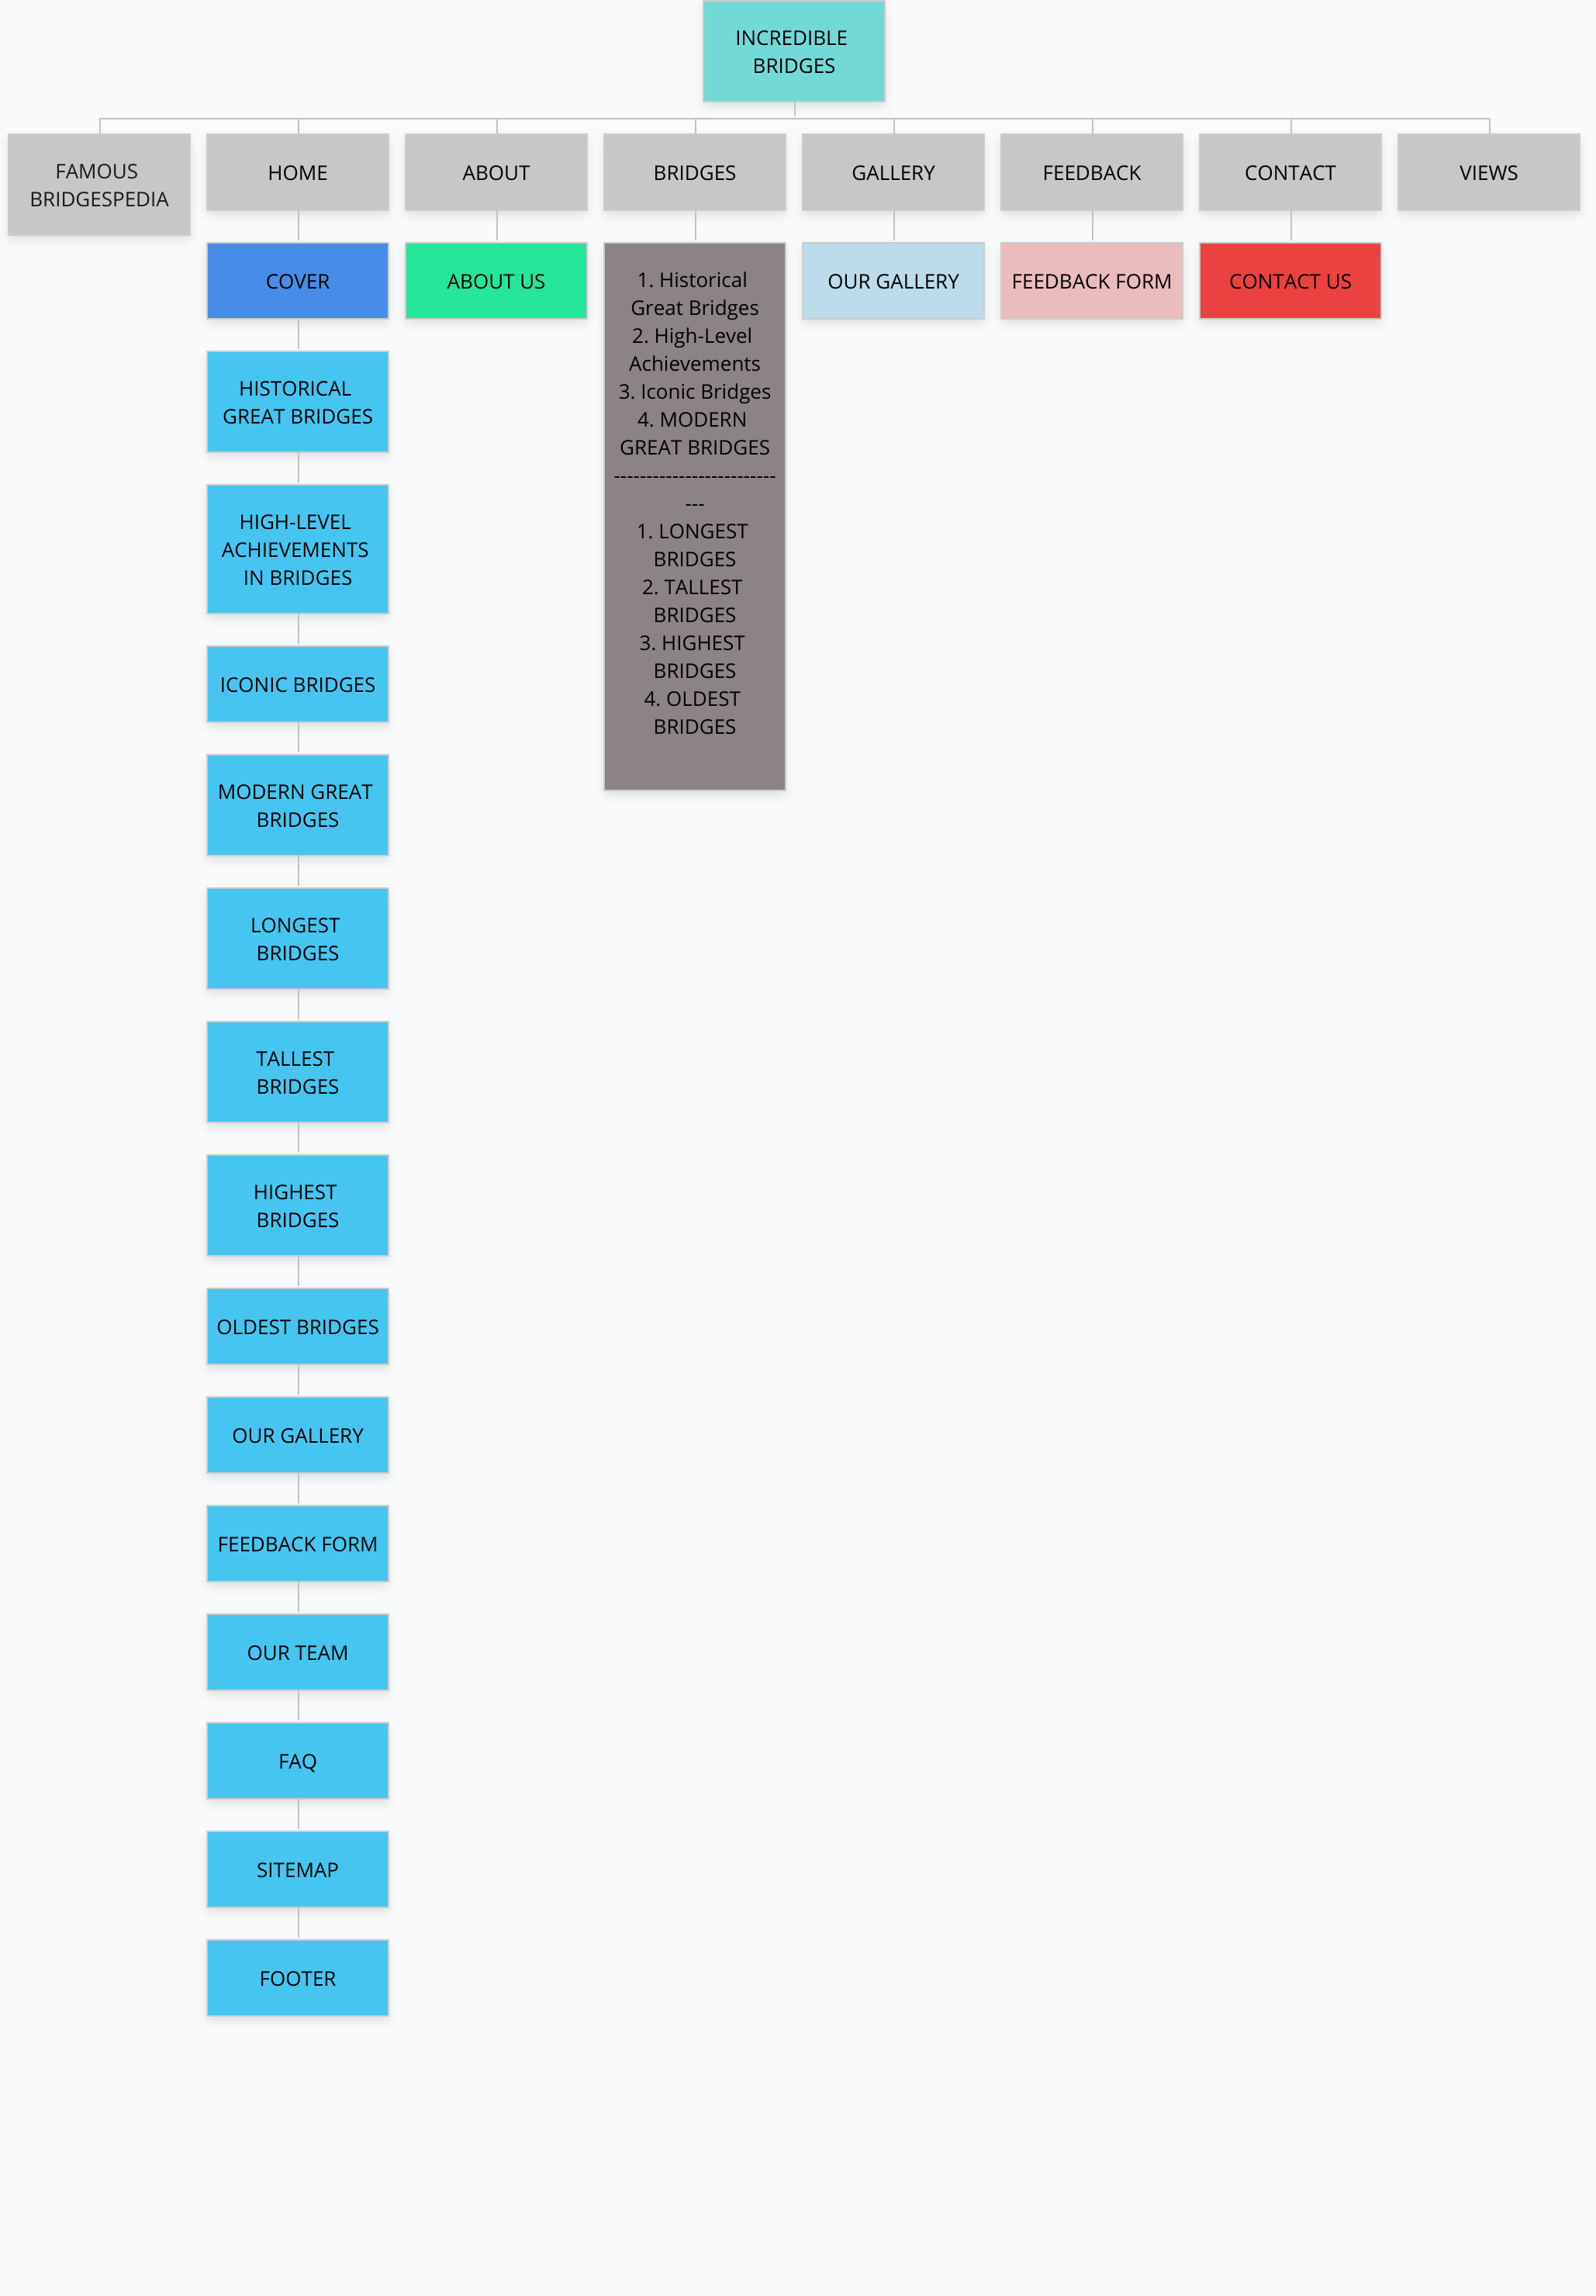 INCREDIBLE
BRIDGES
FAMOUS
BRIDGESPEDIA
HOME
ABOUT
BRIDGES
GALLERY
FEEDBACK
CONTACT
VIEWS
COVER
ABOUT US
1. Historical
Great Bridges
2. High-Level
Achievements
3. Iconic Bridges
4. MODERN
GREAT BRIDGES
-------------------------
---
1. LONGEST
BRIDGES
2. TALLEST
BRIDGES
3. HIGHEST
BRIDGES
4. OLDEST
BRIDGES
OUR GALLERY
FEEDBACK FORM
CONTACT US
HISTORICAL
GREAT BRIDGES
HIGH-LEVEL
ACHIEVEMENTS
IN BRIDGES
ICONIC BRIDGES
MODERN GREAT
BRIDGES
LONGEST
BRIDGES
TALLEST
BRIDGES
HIGHEST
BRIDGES
OLDEST BRIDGES
OUR GALLERY
FEEDBACK FORM
OUR TEAM
FAQ
SITEMAP
FOOTER